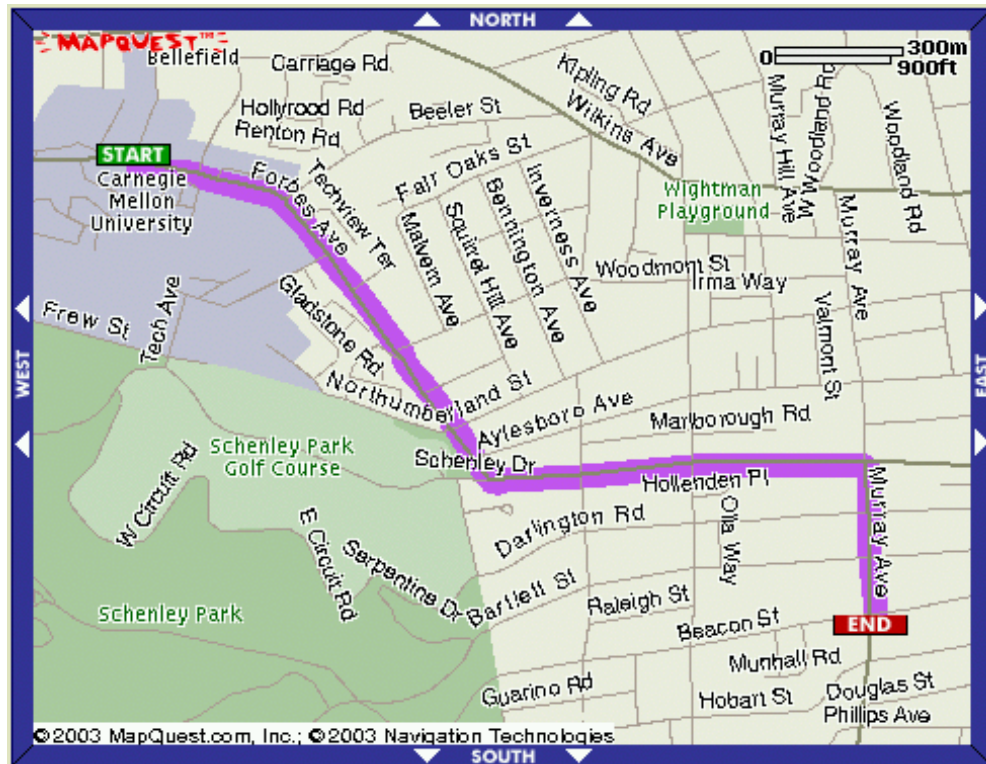 NORTH
MAPQUEST™
Bellefield
Carriage Rd
Kipling Rd
Wilkins Ave
0 300m
900ft
Murray Hill Ave
Woodland Rd
Woodland Rd
Hollyrood Rd
Renton Rd
Beeler St
START
Carnegie
Mellon
University
Forbes Ave
Techview Ter
Fair Oaks St
Malvern Ave
Squirrel Hill Ave
Bennington Ave
Inverness Ave
Wightman
Playground
Murray Ave
Woodmont St
Irma Way
Valmont St
Frew St
Tech Ave
Gladstone Rd
Northumberland St
WEST
EAST
Aylesboro Ave
Marlborough Rd
Schenley Park
Golf Course
Schenley Dr
Hollenden Pl
W Circuit Rd
E Circuit Rd
Serpentine Dr
Darlington Rd
Olla Way
Murray Ave
Bartlett St
Raleigh St
Beacon St
END
Schenley Park
Munhall Rd
Guarino Rd
Hobart St
Douglas St
Phillips Ave
©2003 MapQuest.com, Inc.; ©2003 Navigation Technologies
SOUTH